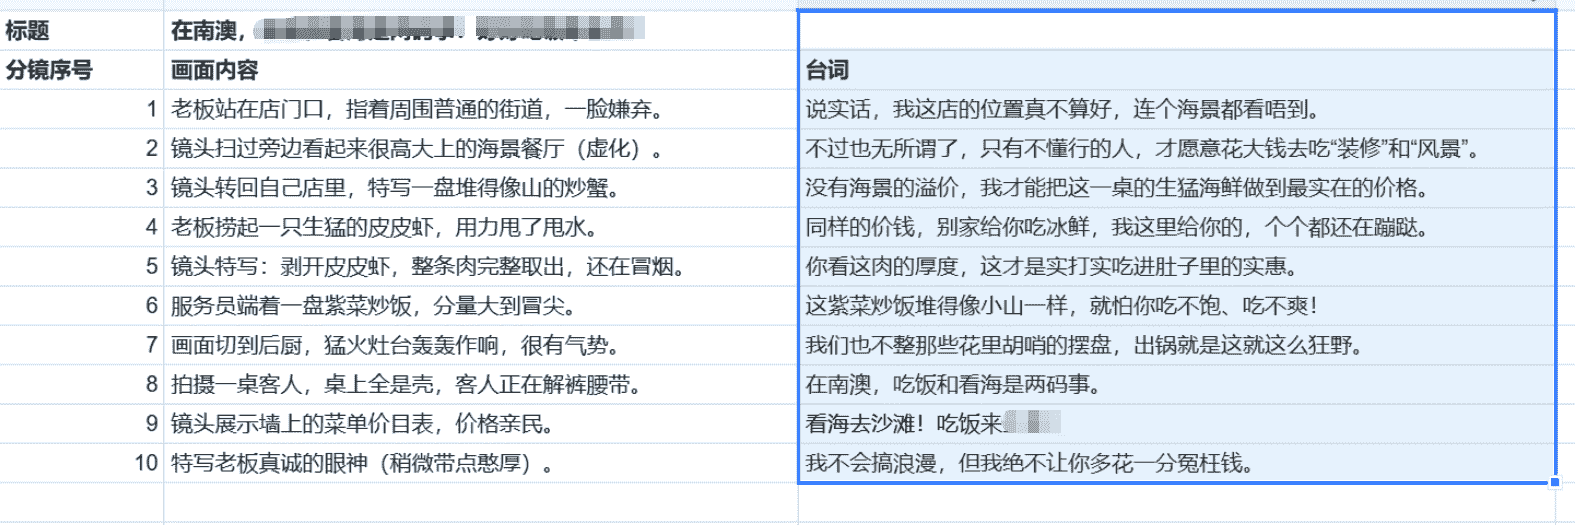 标题 在南澳，
分镜序号 画面内容 台词
1 老板站在店门口，指着周围普通的街道，一脸嫌弃。 说实话，我这店的位置真不算好，连个海景都看唔到。
2 镜头扫过旁边看起来很高大上的海景餐厅（虚化）。 不过也无所谓了，只有不懂行的人，才愿意花大钱去吃“装修”和“风景”。
3 镜头转回自己店里，特写一盘堆得像山的炒蟹。 没有海景的溢价，我才能把这一桌的生猛海鲜做到最实在的价格。
4 老板捞起一只生猛的皮皮虾，用力甩了甩水。 同样的价钱，别家给你吃冰鲜，我这里给你的，个个都还在蹦跶。
5 镜头特写：剥开皮皮虾，整条肉完整取出，还在冒烟。 你看这肉的厚度，这才是实打实吃进肚子里的实惠。
6 服务员端着一盘紫菜炒饭，分量大到冒尖。 这紫菜炒饭堆得像小山一样，就怕你吃不饱、吃不爽！
7 画面切到后厨，猛火灶台轰轰作响，很有气势。 我们也不整那些花里胡哨的摆盘，出锅就是这就这么狂野。
8 拍摄一桌客人，桌上全是壳，客人正在解裤腰带。 在南澳，吃饭和看海是两码事。
9 镜头展示墙上的菜单价目表，价格亲民。 看海去沙滩！吃饭来
10 特写老板真诚的眼神（稍微带点憨厚）。 我不会搞浪漫，但我绝不让你多花一分冤枉钱。